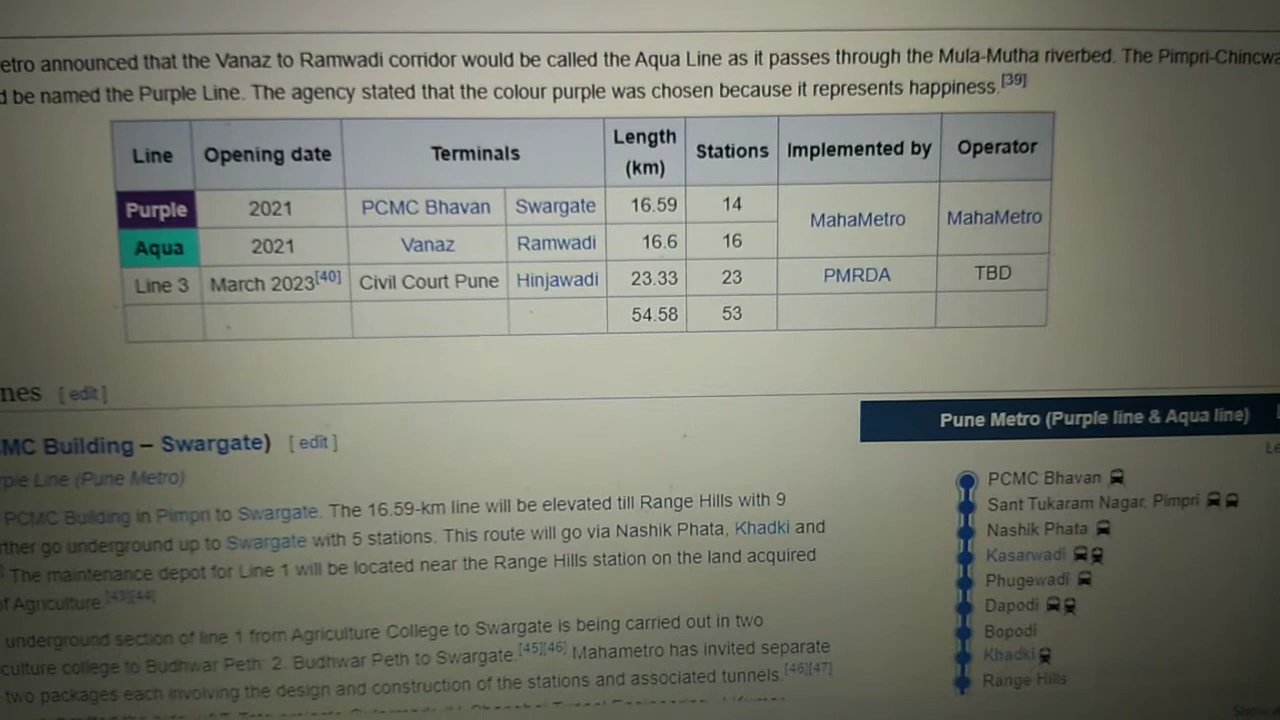 etro announced that the Vanaz to Ramwadi corridor would be called the Aqua Line as it passes through the Mula-Mutha riverbed. The Pimpri-Chincwa
d be named the Purple Line. The agency stated that the colour purple was chosen because it represents happiness.[39]
Line Opening date Terminals Length (km) Stations Implemented by Operator
Purple 2021 PCMC Bhavan Swargate 16.59 14 MahaMetro MahaMetro
Aqua 2021 Vanaz Ramwadi 16.6 16
Line 3 March 2023[40] Civil Court Pune Hinjawadi 23.33 23 PMRDA TBD
54.58 53
nes [ edit ]
CMC Building – Swargate) [ edit ]
rple Line (Pune Metro)
PCMC Building in Pimpri to Swargate. The 16.59-km line will be elevated till Range Hills with 9
ther go underground up to Swargate with 5 stations. This route will go via Nashik Phata, Khadki and
The maintenance depot for Line 1 will be located near the Range Hills station on the land acquired
of Agriculture.[43][44]
underground section of line 1 from Agriculture College to Swargate is being carried out in two
culture college to Budhwar Peth. 2. Budhwar Peth to Swargate.[45][46] Mahametro has invited separate
two packages each involving the design and construction of the stations and associated tunnels.[46][47]
Pune Metro (Purple line & Aqua line)
Le
PCMC Bhavan
Sant Tukaram Nagar, Pimpri
Nashik Phata
Kasarwadi
Phugewadi
Dapodi
Bopodi
Khadki
Range Hills